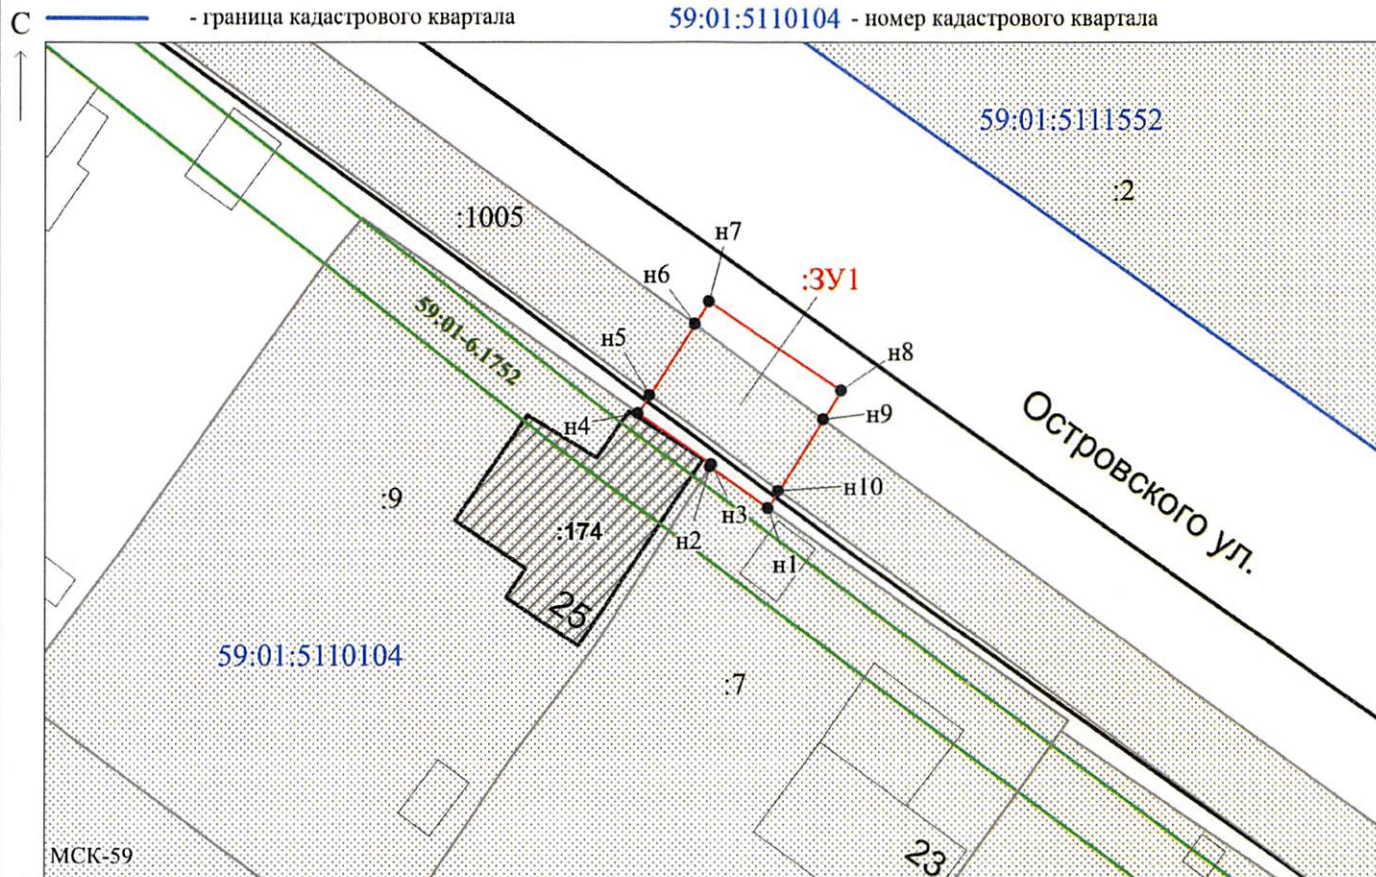 С
- граница кадастрового квартала
59:01:5110104 - номер кадастрового квартала
59:01:5111552
:2
:1005
н7
:ЗУ1
н6
59:01-6.1752
н5
н8
Островского ул.
н4
н9
:9
н10
н3
:174
н2
н1
25
59:01:5110104
:7
МСК-59
23